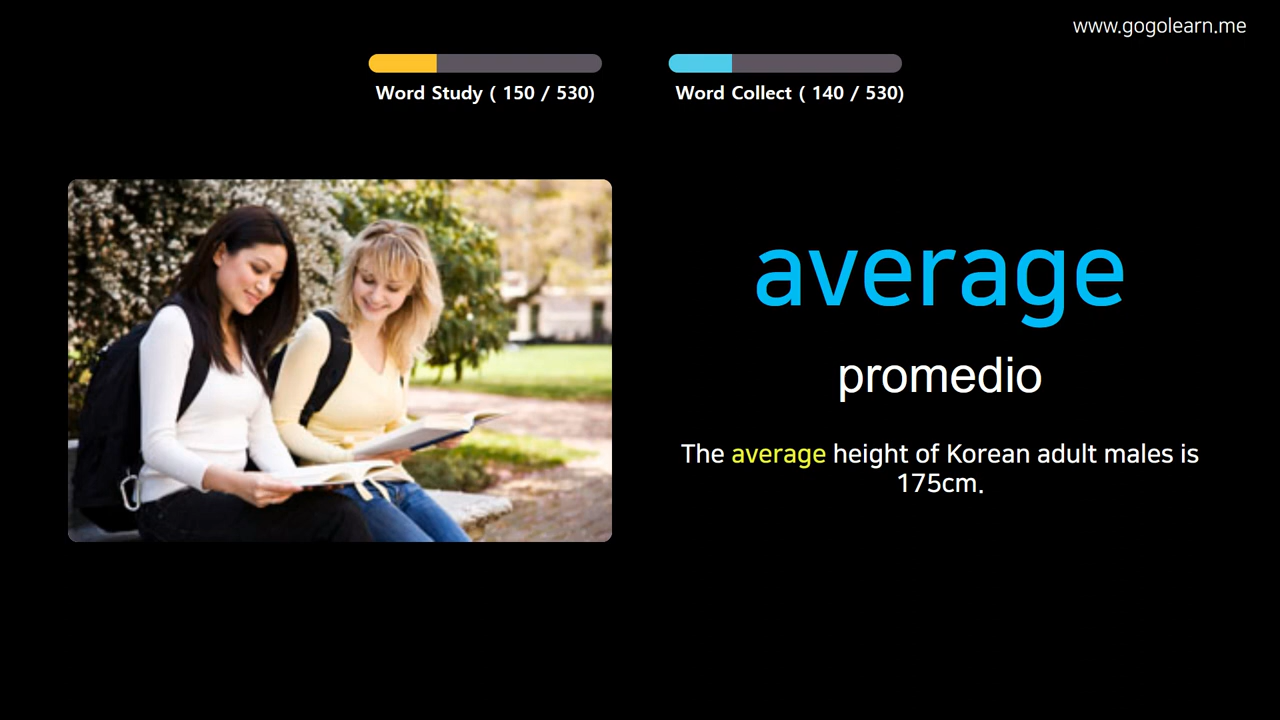 www.gogolearn.me
Word Study ( 150 / 530)
Word Collect ( 140 / 530)
average
promedio
The average height of Korean adult males is
175cm.